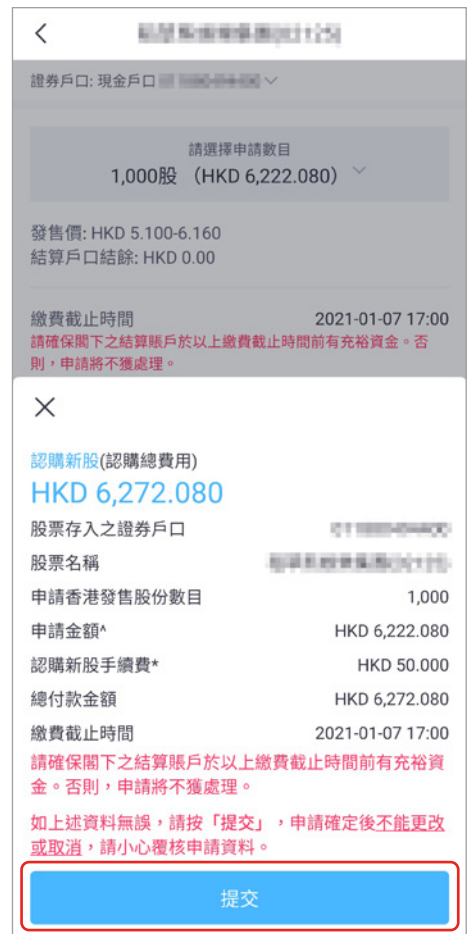 證券戶口: 現金戶口
請選擇申請數目
1,000股 （HKD 6,222.080）
發售價: HKD 5.100-6.160
結算戶口結餘: HKD 0.00
繳費截止時間 2021-01-07 17:00
請確保閣下之結算賬戶於以上繳費截止時間前有充裕資金。否
則，申請將不獲處理。
認購新股(認購總費用)
HKD 6,272.080
股票存入之證券戶口
股票名稱
申請香港發售股份數目 1,000
申請金額^ HKD 6,222.080
認購新股手續費* HKD 50.000
總付款金額 HKD 6,272.080
繳費截止時間 2021-01-07 17:00
請確保閣下之結算賬戶於以上繳費截止時間前有充裕資
金。否則，申請將不獲處理。
如上述資料無誤，請按「提交」，申請確定後不能更改
或取消，請小心覆核申請資料。
提交